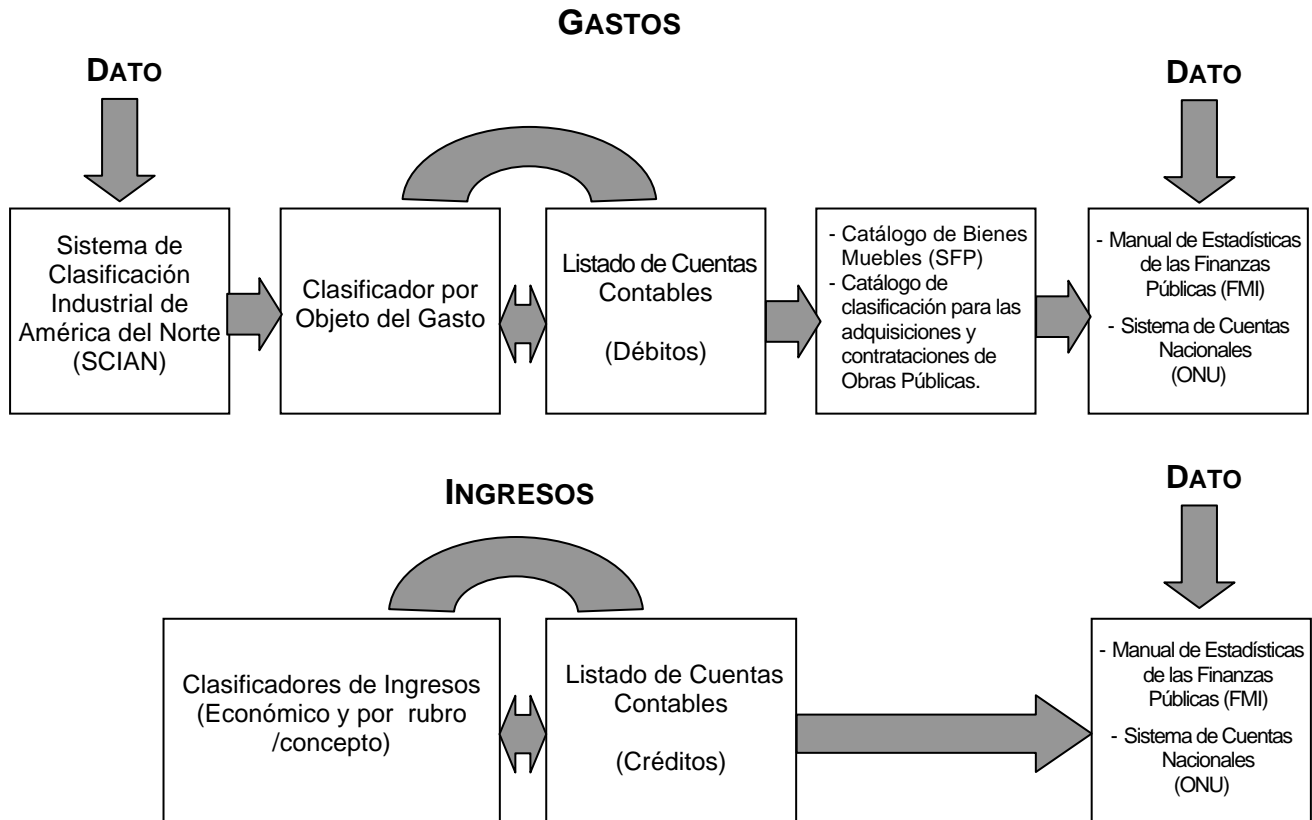 GASTOS
DATO
DATO
Sistema de
Clasificación
Industrial de
América del Norte
(SCIAN)
Clasificador por
Objeto del Gasto
Listado de Cuentas
Contables
(Débitos)
- Catálogo de Bienes
Muebles (SFP)
- Catálogo de
clasificación para las
adquisiciones y
contrataciones de
Obras Públicas.
- Manual de Estadísticas
de las Finanzas
Públicas (FMI)
- Sistema de Cuentas
Nacionales
(ONU)
INGRESOS
DATO
Clasificadores de Ingresos
(Económico y por rubro
/concepto)
Listado de Cuentas
Contables
(Créditos)
- Manual de Estadísticas
de las Finanzas
Públicas (FMI)
- Sistema de Cuentas
Nacionales
(ONU)